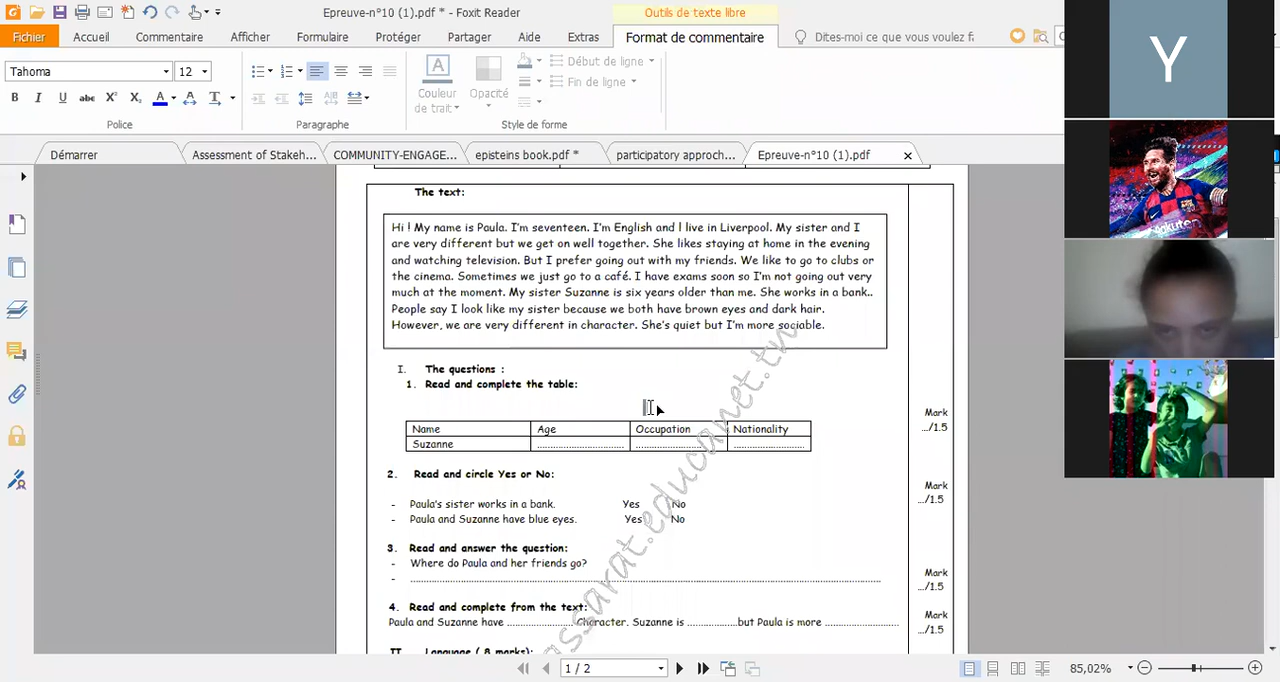 Epreuve-n°10 (1).pdf * - Foxit Reader
Outils de texte libre
Fichier
Accueil
Commentaire
Afficher
Formulaire
Protéger
Partager
Aide
Extras
Format de commentaire
Dites-moi ce que vous voulez fa
Tahoma
12
Police
Paragraphe
Couleur
de trait
Opacité
Début de ligne
Fin de ligne
Style de forme
Démarrer
Assessment of Stakeh...
COMMUNITY-ENGAGE...
episteins book.pdf *
participatory approch...
Epreuve-n°10 (1).pdf
Y
The text:
Hi ! My name is Paula. I'm seventeen. I'm English and I live in Liverpool. My sister and I
are very different but we get on well together. She likes staying at home in the evening
and watching television. But I prefer going out with my friends. We like to go to clubs or
the cinema. Sometimes we just go to a café. I have exams soon so I'm not going out very
much at the moment. My sister Suzanne is six years older than me. She works in a bank..
People say I look like my sister because we both have brown eyes and dark hair.
However, we are very different in character. She's quiet but I'm more sociable.
I. The questions :
1. Read and complete the table:
Name Age Occupation Nationality
Suzanne ........................ ........................ ........................
Mark
.../1.5
2. Read and circle Yes or No:
- Paula's sister works in a bank. Yes No
- Paula and Suzanne have blue eyes. Yes No
Mark
.../1.5
3. Read and answer the question:
- Where do Paula and her friends go?
- ........................................................................
Mark
.../1.5
4. Read and complete from the text:
Paula and Suzanne have .................. Character. Suzanne is ..............but Paula is more ....................
Mark
.../1.5
II. Language ( 8 marks):
assarat.educanet.tn
1 / 2
85,02%